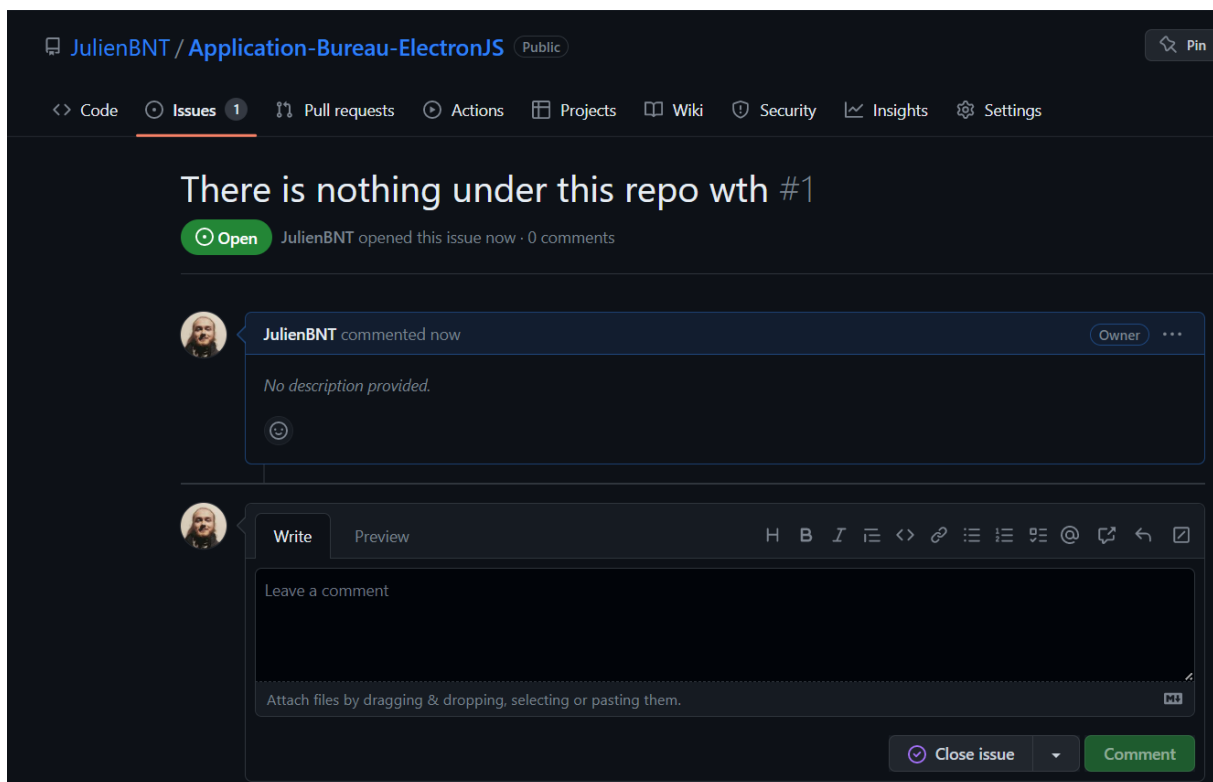 JulienBNT / Application-Bureau-ElectronJS Public Pin
<> Code Issues 1 Pull requests Actions Projects Wiki Security Insights Settings
There is nothing under this repo wth #1
Open JulienBNT opened this issue now · 0 comments
JulienBNT commented now Owner ···
No description provided.
Write Preview H B I <> @
Leave a comment
Attach files by dragging & dropping, selecting or pasting them. M↓
Close issue Comment